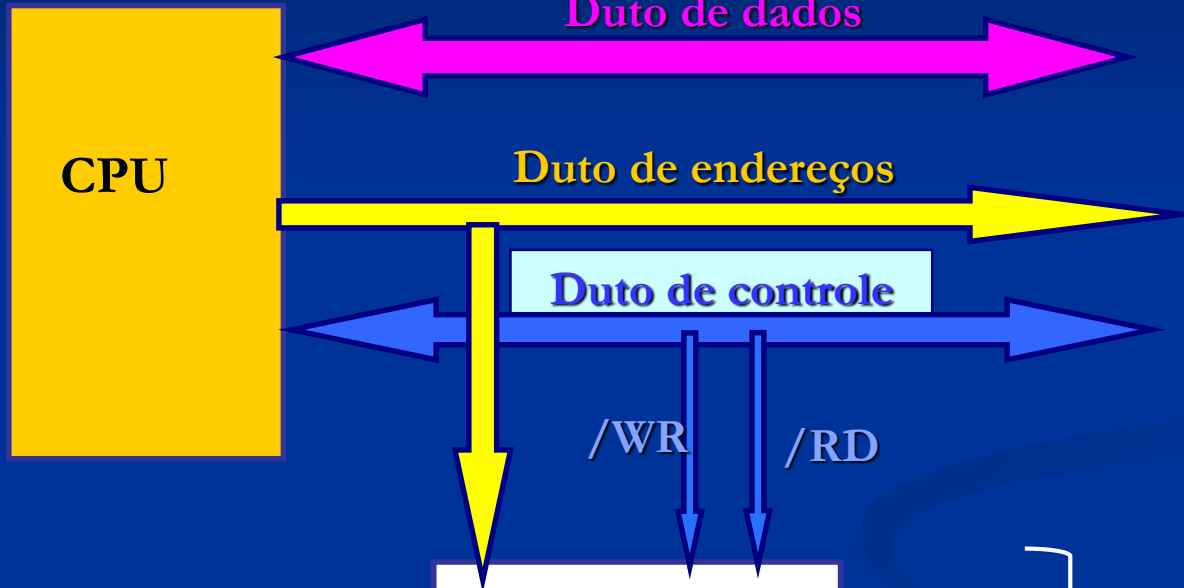 Duto de dados
CPU
Duto de endereços
Duto de controle
/WR
/RD